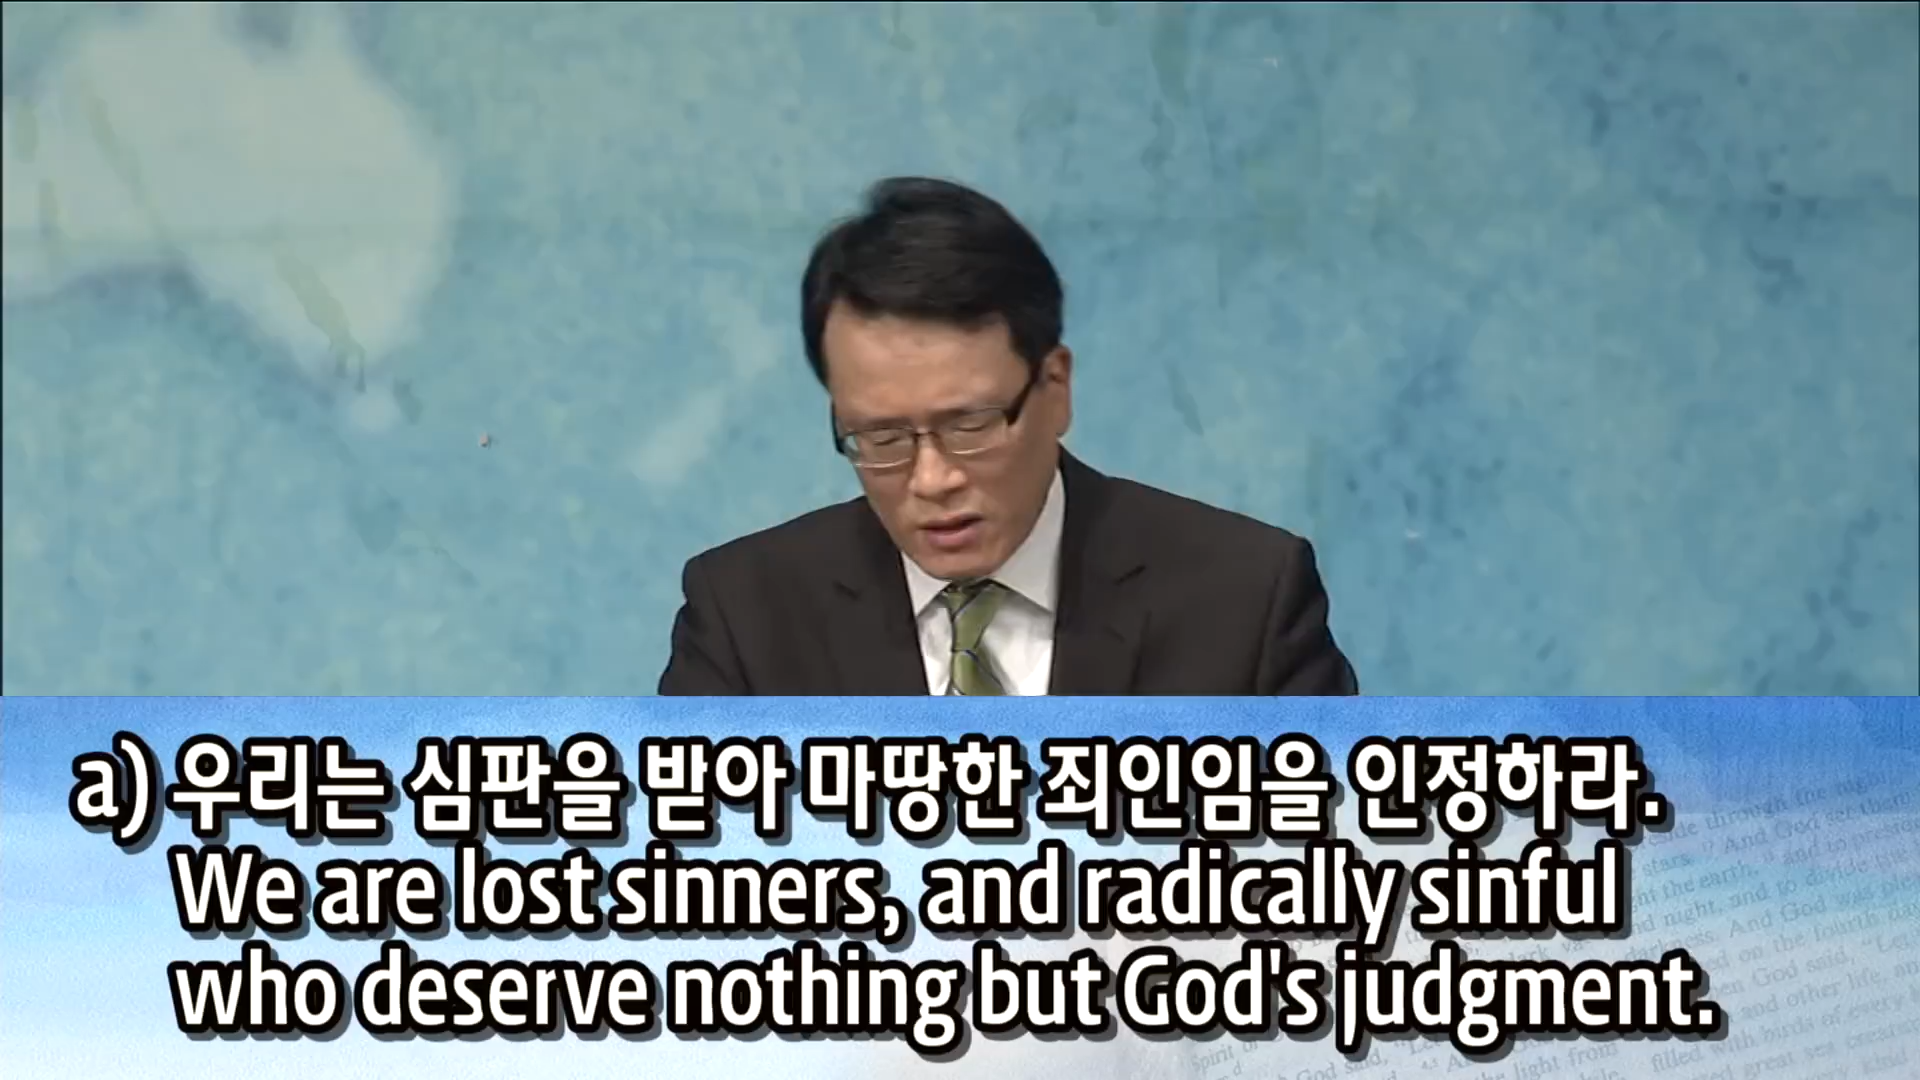 a) 우리는 심판을 받아 마땅한 죄인임을 인정하라.
We are lost sinners, and radically sinful
who deserve nothing but God's judgment.